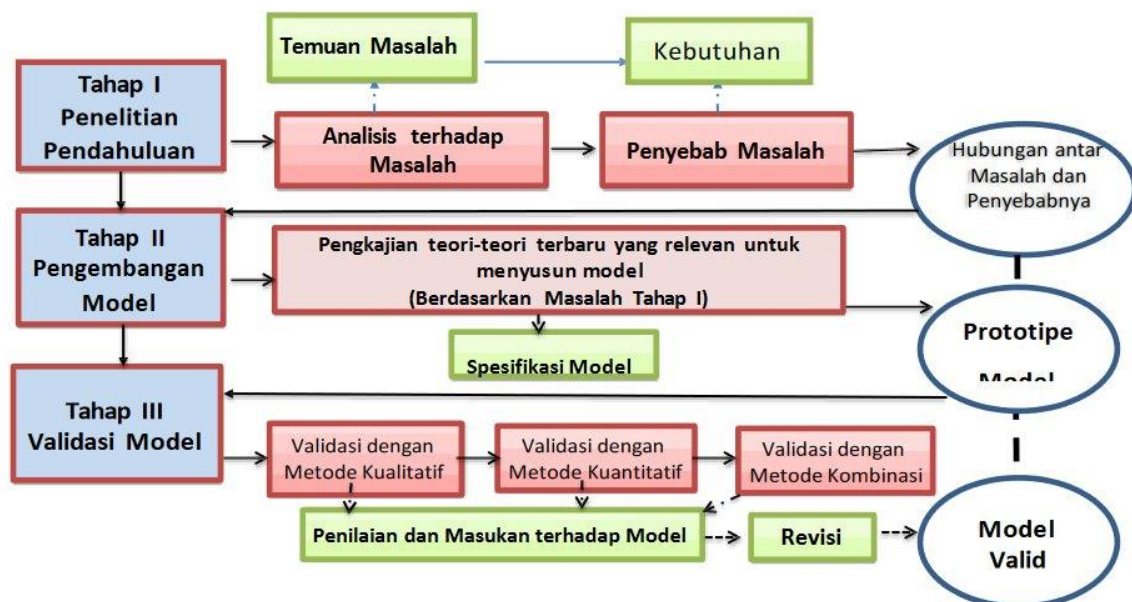 Temuan Masalah
Kebutuhan
Tahap I
Penelitian
Pendahuluan
Analisis terhadap
Masalah
Penyebab Masalah
Hubungan antar
Masalah dan
Penyebabnya
Tahap II
Pengembangan
Model
Pengkajian teori-teori terbaru yang relevan untuk
menyusun model
(Berdasarkan Masalah Tahap I)
Spesifikasi Model
Prototipe
Model
Tahap III
Validasi Model
Validasi dengan
Metode Kualitatif
Validasi dengan
Metode Kuantitatif
Validasi dengan
Metode Kombinasi
Penilaian dan Masukan terhadap Model
Revisi
Model
Valid